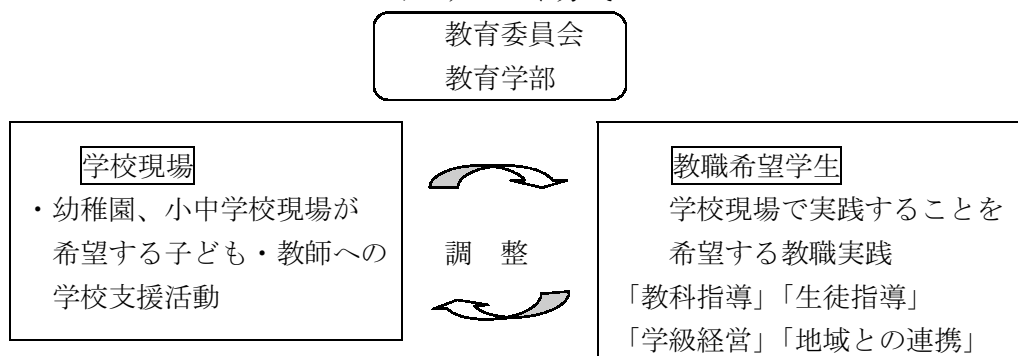 教育委員会
教育学部
学校現場
・幼稚園、小中学校現場が
希望する子ども・教師への
学校支援活動
調 整
教職希望学生
学校現場で実践することを
希望する教職実践
「教科指導」「生徒指導」
「学級経営」「地域との連携」